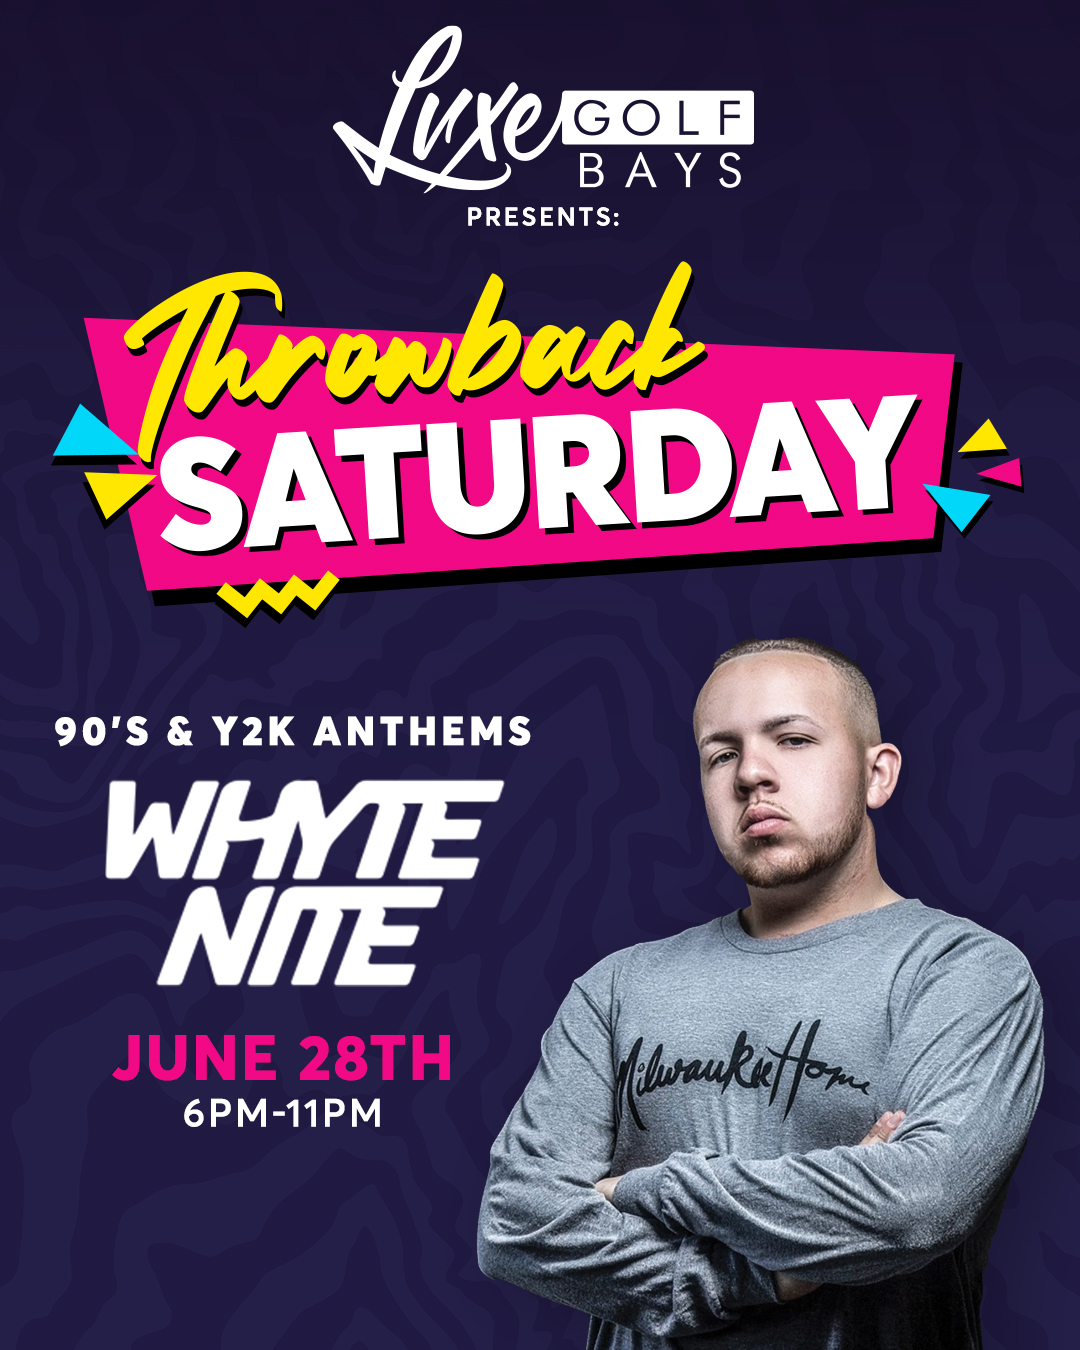 Luxe GOLF
BAYS
PRESENTS:
Throwback
SATURDAY
90'S & Y2K ANTHEMS
WHYTE
NITE
JUNE 28TH
6PM-11PM
MilwaukeeHome